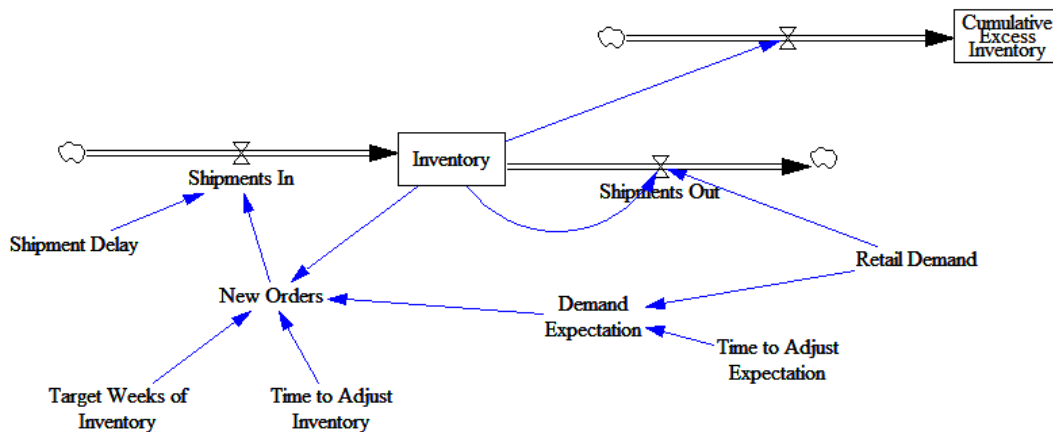 Cumulative
Excess
Inventory
Inventory
Shipments In
Shipments Out
Shipment Delay
Retail Demand
New Orders
Demand
Expectation
Time to Adjust
Expectation
Target Weeks of
Inventory
Time to Adjust
Inventory